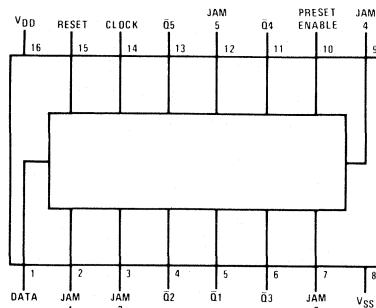 VDD RESET CLOCK Q̅5 JAM 5 Q̅4 PRESET ENABLE JAM 4
16 15 14 13 12 11 10 9
1 2 3 4 5 6 7 8
DATA JAM JAM Q̅2 Q̅1 Q̅3 JAM VSS